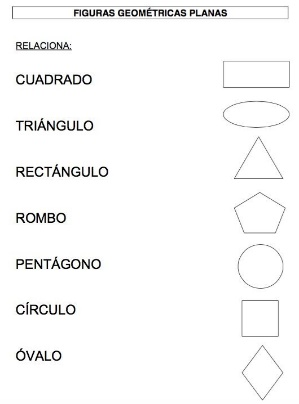 FIGURAS GEOMÉTRICAS PLANAS
RELACIONA:
CUADRADO
TRIÁNGULO
RECTÁNGULO
ROMBO
PENTÁGONO
CÍRCULO
ÓVALO